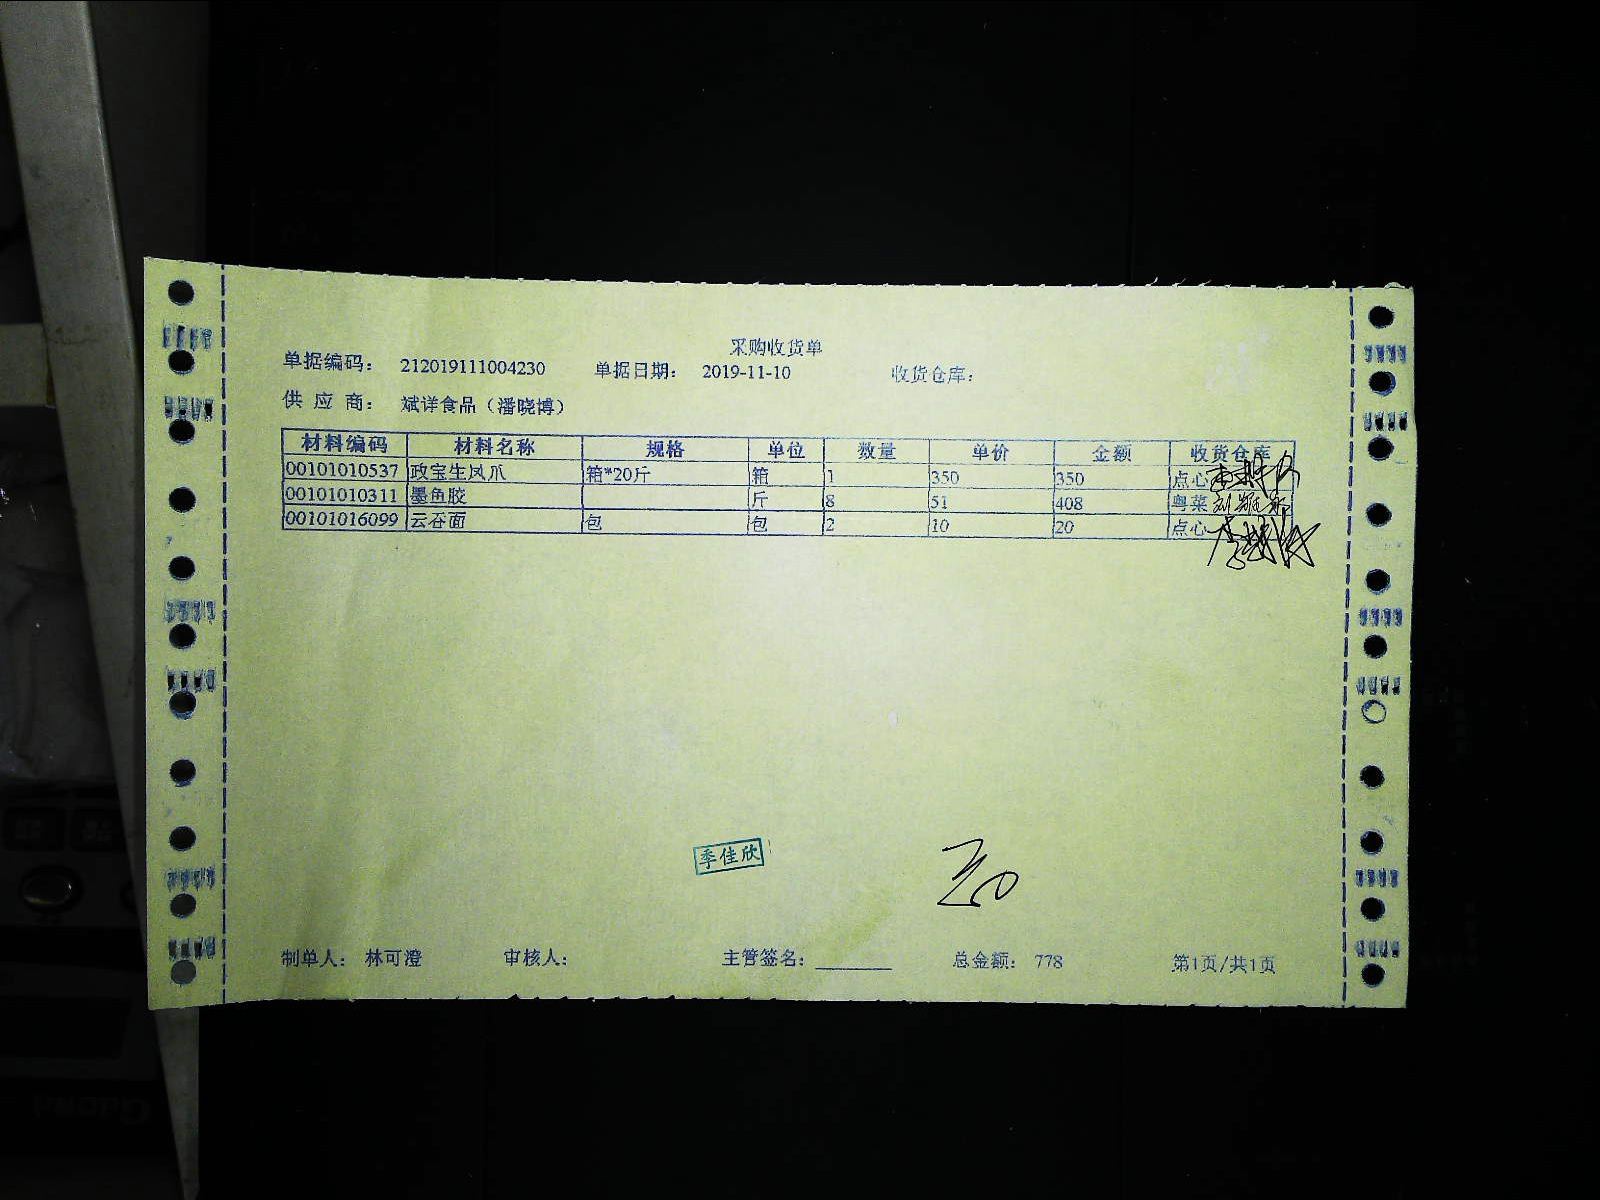 采购收货单
单据编码： 212019111004230 单据日期： 2019-11-10 收货仓库：
供 应 商： 斌详食品（潘晓博）
材料编码 材料名称 规格 单位 数量 单价 金额 收货仓库
00101010537 政宝生凤爪 箱*20斤 箱 1 350 350 点心
00101010311 墨鱼胶 斤 8 51 408 粤菜
00101016099 云吞面 包 包 2 10 20 点心
季佳欣
制单人： 林可澄 审核人： 主管签名： 总金额： 778 第1页/共1页